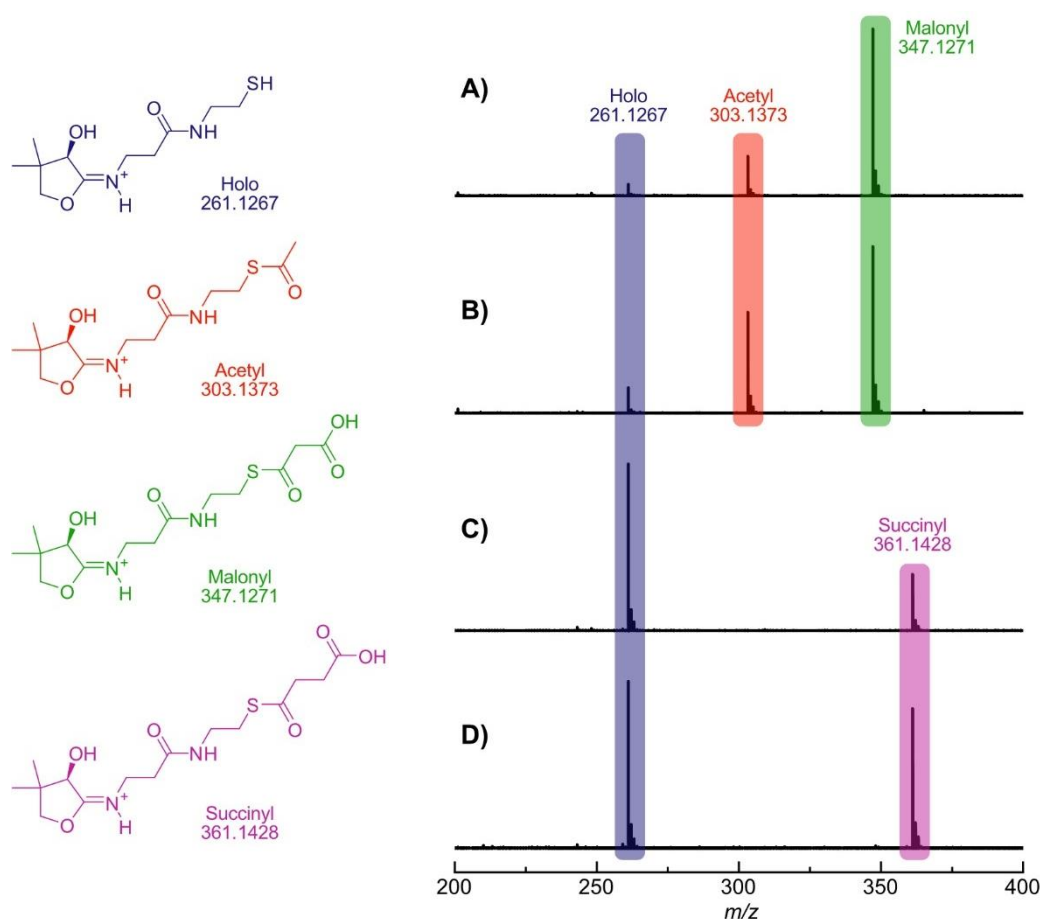 SH
O
OH
NH
N+
O
H
Holo
261.1267
S
O
O
OH
NH
N+
O
H
Acetyl
303.1373
OH
S
O
O
O
OH
NH
N+
O
H
Malonyl
347.1271
O
OH
S
O
O
OH
NH
N+
O
H
Succinyl
361.1428
A)
Holo
261.1267
Acetyl
303.1373
Malonyl
347.1271
B)
C)
Succinyl
361.1428
D)
200 250 300 350 400
m/z